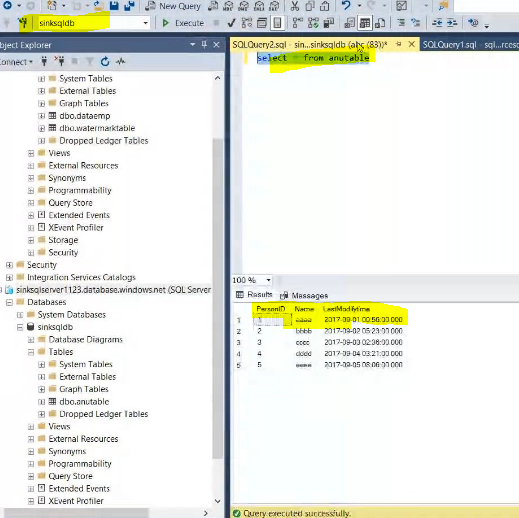 New Query
sinksqldb
Execute
Object Explorer
Connect
System Tables
External Tables
Graph Tables
dbo.dataemp
dbo.watermarktable
Dropped Ledger Tables
Views
External Resources
Synonyms
Programmability
Query Store
Extended Events
XEvent Profiler
Storage
Security
Security
Integration Services Catalogs
sinksqlserver1123.database.windows.net (SQL Server
Databases
System Databases
sinksqldb
Database Diagrams
Tables
System Tables
External Tables
Graph Tables
dbo.anutable
Dropped Ledger Tables
Views
External Resources
Synonyms
Programmability
Query Store
Extended Events
XEvent Profiler
SQLQuery2.sql - sin...sinksqldb (abc (83))*
SQLQuery1.sql - sql...rcesc
select * from anutable
100 %
Results Messages
PersonID Name LastModifytime
1 1 aaaa 2017-09-01 00:56:00.000
2 2 bbbb 2017-09-02 05:23:00.000
3 3 cccc 2017-09-03 02:36:00.000
4 4 dddd 2017-09-04 03:21:00.000
5 5 eeee 2017-09-05 08:06:00.000
Query executed successfully.